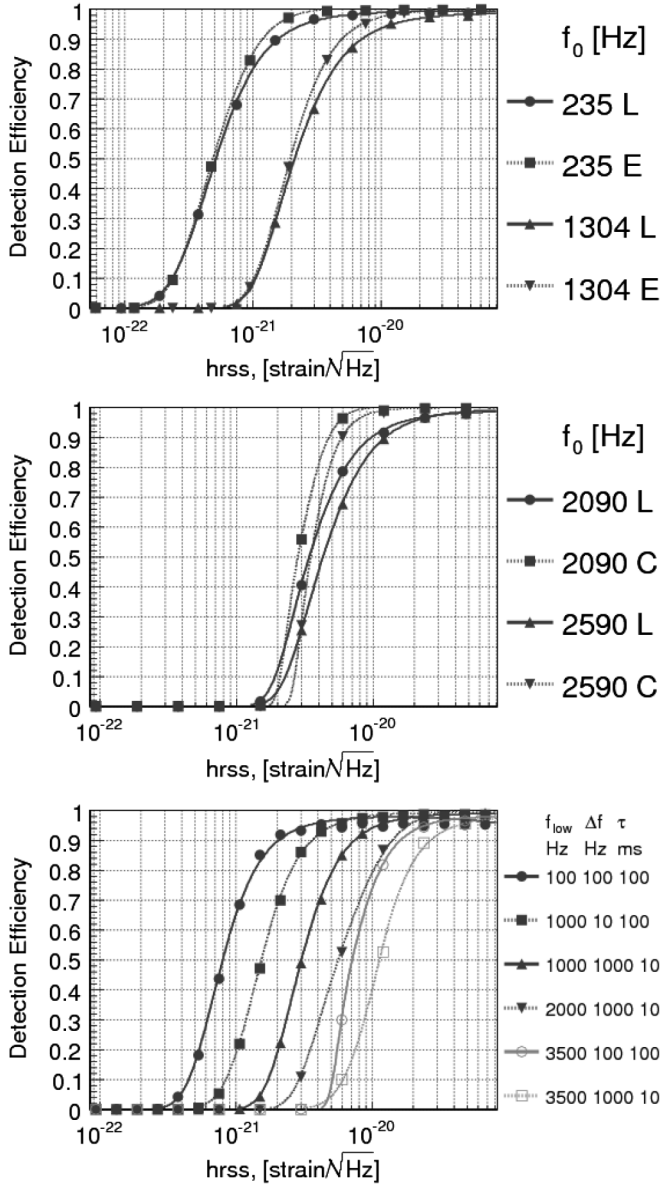 1
0.9
0.8
0.7
0.6
0.5
0.4
0.3
0.2
0.1
0
Detection Efficiency
10⁻²² 10⁻²¹ 10⁻²⁰
hrss, [strain/√Hz]
f₀ [Hz]
235 L
235 E
1304 L
1304 E
1
0.9
0.8
0.7
0.6
0.5
0.4
0.3
0.2
0.1
0
Detection Efficiency
10⁻²² 10⁻²¹ 10⁻²⁰
hrss, [strain/√Hz]
f₀ [Hz]
2090 L
2090 C
2590 L
2590 C
1
0.9
0.8
0.7
0.6
0.5
0.4
0.3
0.2
0.1
0
Detection Efficiency
10⁻²² 10⁻²¹ 10⁻²⁰
hrss, [strain/√Hz]
f_low Δf τ
Hz Hz ms
100 100 100
1000 10 100
1000 1000 10
2000 1000 10
3500 100 100
3500 1000 10